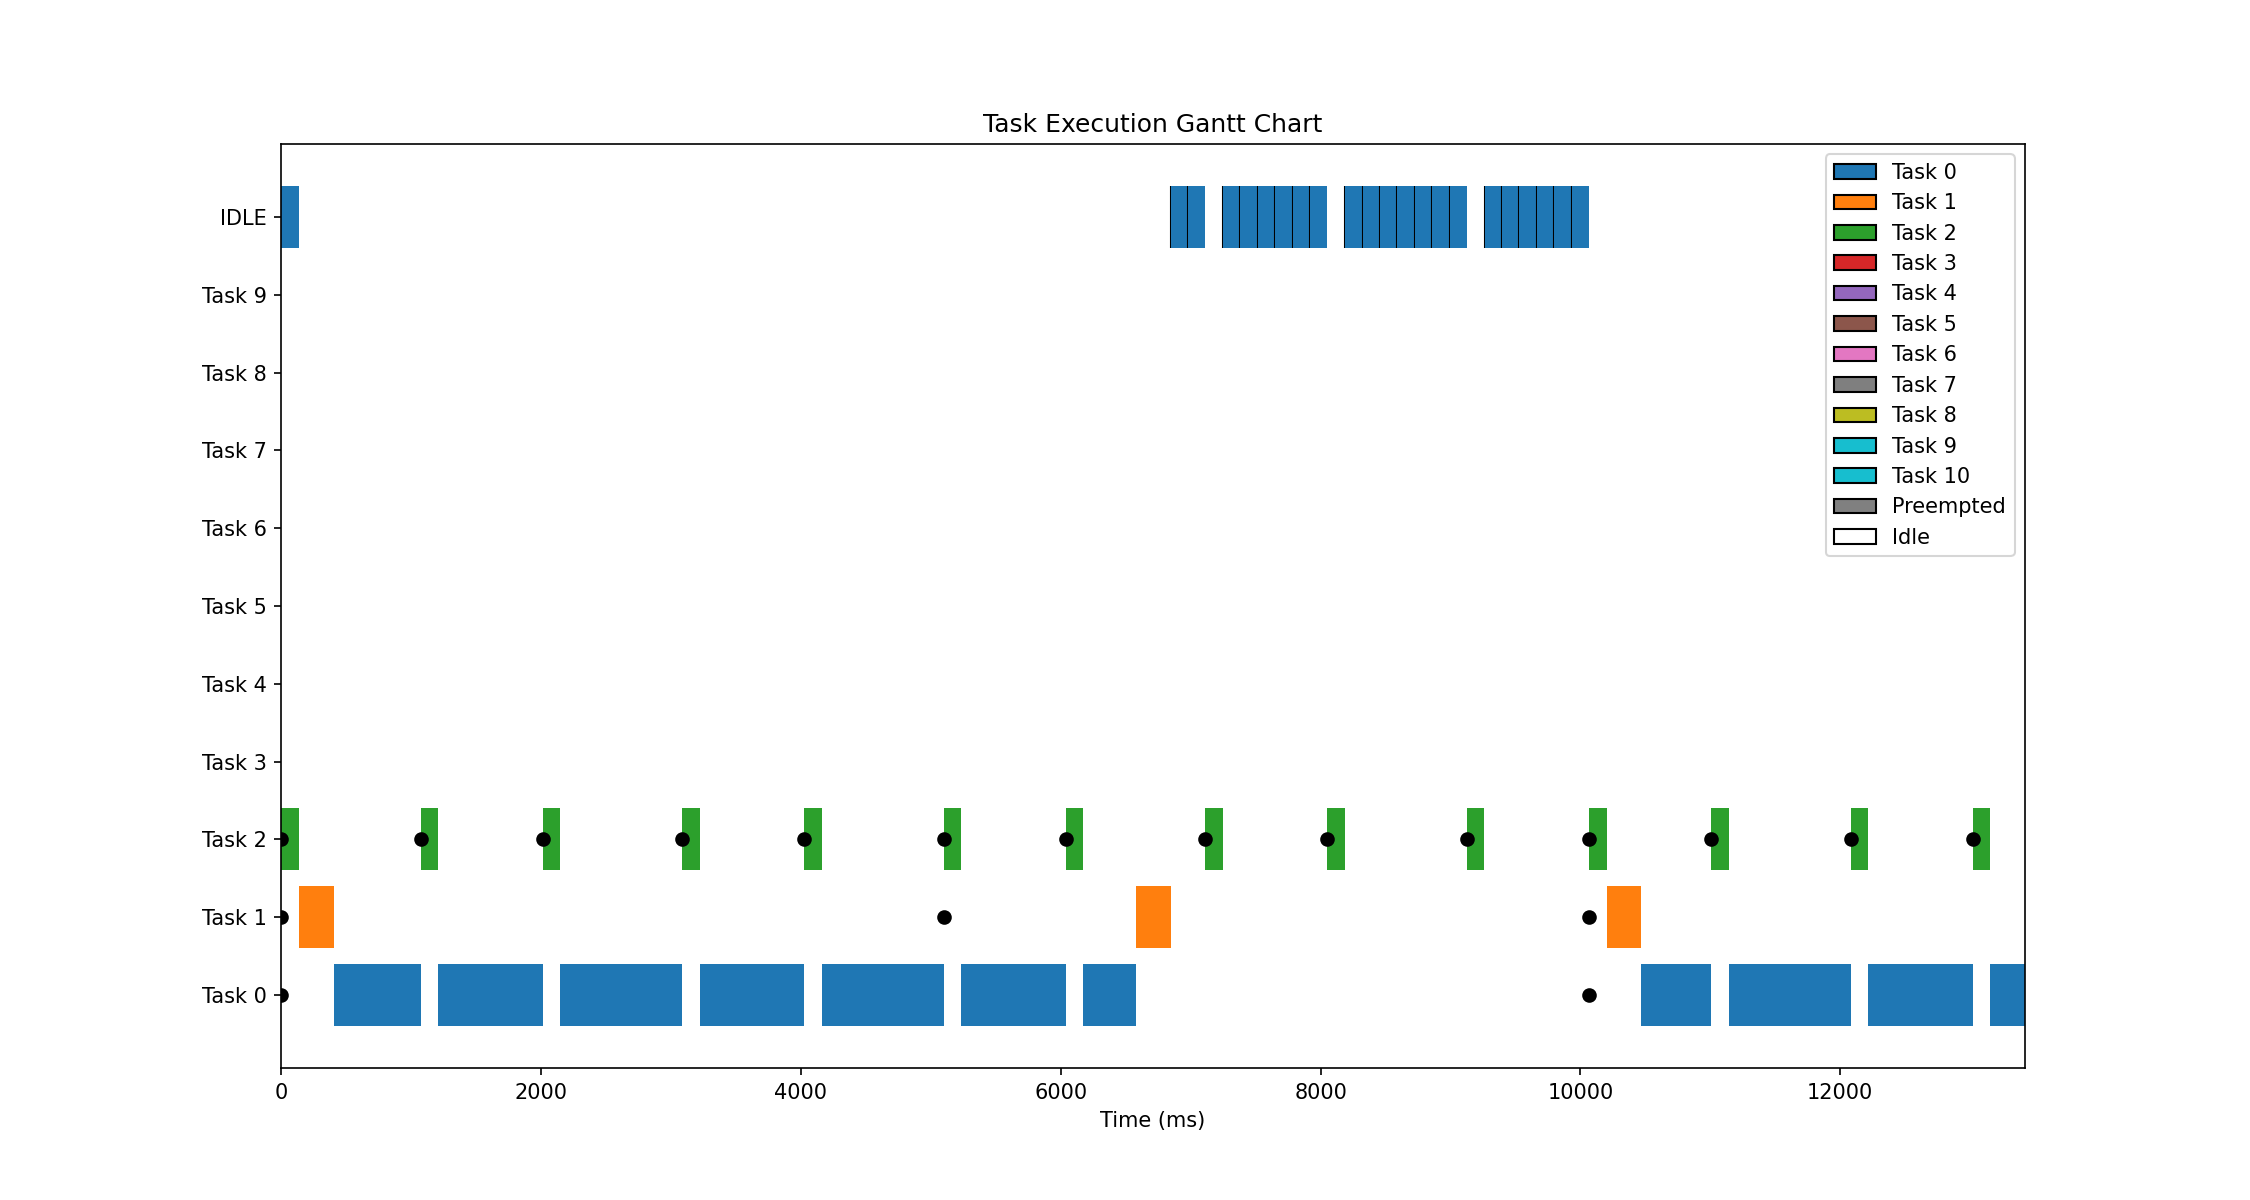 Task Execution Gantt Chart
IDLE
Task 9
Task 8
Task 7
Task 6
Task 5
Task 4
Task 3
Task 2
Task 1
Task 0
0
2000
4000
6000
8000
10000
12000
Time (ms)
Task 0
Task 1
Task 2
Task 3
Task 4
Task 5
Task 6
Task 7
Task 8
Task 9
Task 10
Preempted
Idle